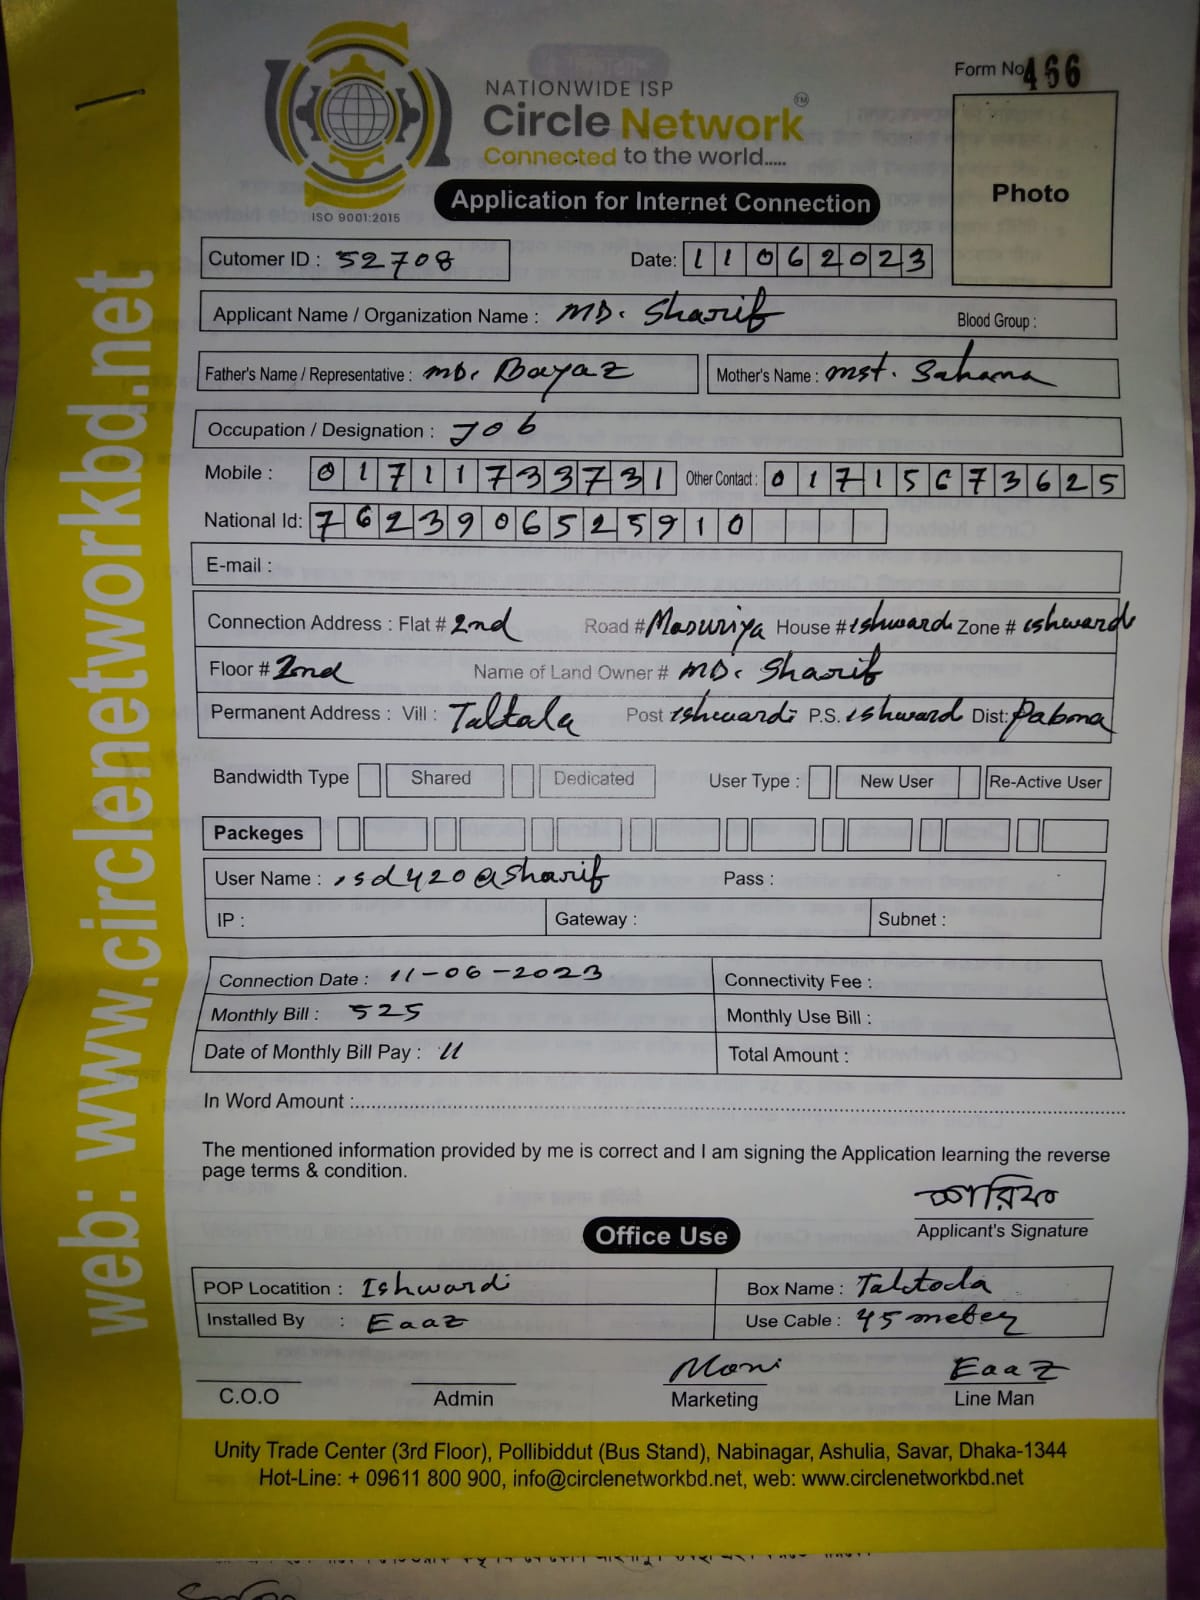 web: www.circlenetworkbd.net
NATIONWIDE ISP
Form No 466
Circle Network TM
Connected to the world.....
ISO 9001:2015
Application for Internet Connection
Photo
Cutomer ID : 52708 Date: 11062023
Applicant Name / Organization Name : MD. Sharif Blood Group :
Father's Name / Representative : MD. Bayaz Mother's Name : Mst. Sahana
Occupation / Designation : Job
Mobile : 01711733731 Other Contact : 01715673625
National Id: 7623906525910
E-mail :
Connection Address : Flat # 2nd Road # Masuriya House # ishwardi Zone # ishwardi
Floor # 2nd Name of Land Owner # MD. Sharif
Permanent Address : Vill : Taltala Post ishwardi P.S. ishwardi Dist: Pabna
Bandwidth Type Shared Dedicated User Type : New User Re-Active User
Packeges
User Name : isd420@sharif Pass :
IP : Gateway : Subnet :
Connection Date : 11-06-2023 Connectivity Fee :
Monthly Bill : 525 Monthly Use Bill :
Date of Monthly Bill Pay : 11 Total Amount :
In Word Amount :
The mentioned information provided by me is correct and I am signing the Application learning the reverse
page terms & condition.
শারিফ
Applicant's Signature
Office Use
POP Locatition : Ishwardi Box Name : Taltola
Installed By : Eaaz Use Cable : 45 meter
Moni Eaaz
C.O.O Admin Marketing Line Man
Unity Trade Center (3rd Floor), Pollibiddut (Bus Stand), Nabinagar, Ashulia, Savar, Dhaka-1344
Hot-Line: + 09611 800 900, info@circlenetworkbd.net, web: www.circlenetworkbd.net